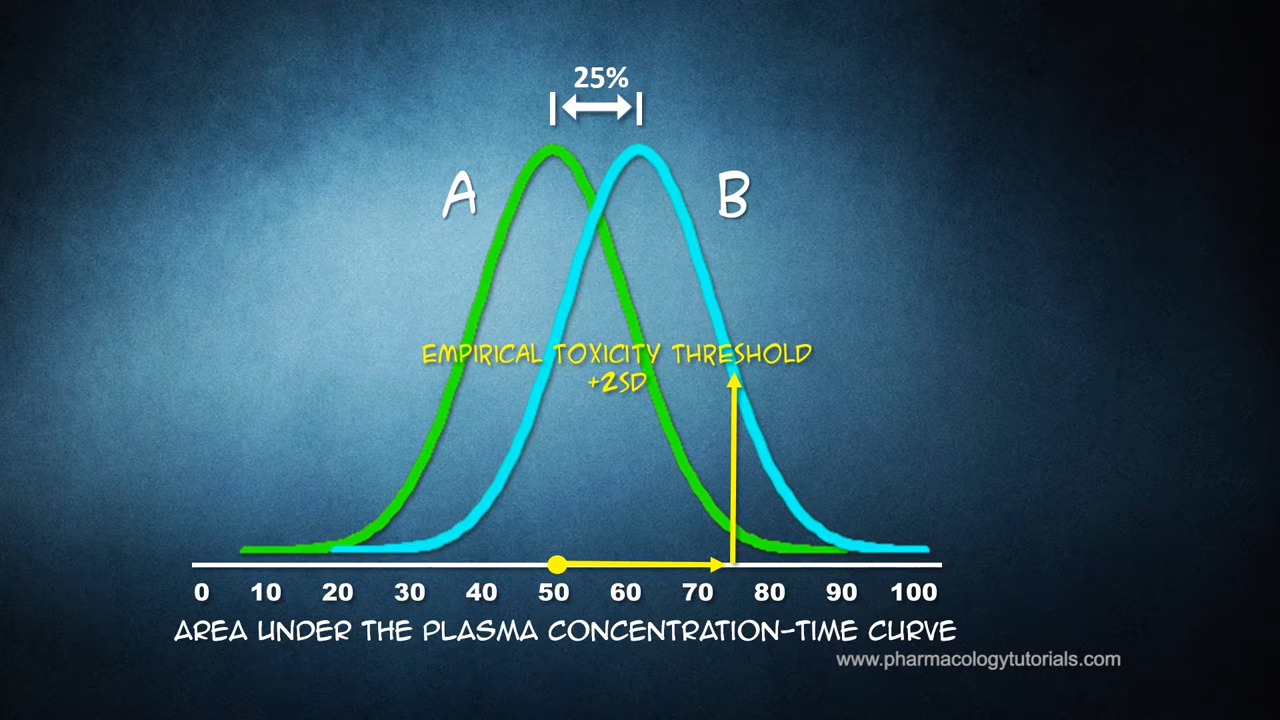 25%
A
B
EMPIRICAL TOXICITY THRESHOLD
+2SD
0 10 20 30 40 50 60 70 80 90 100
AREA UNDER THE PLASMA CONCENTRATION-TIME CURVE
www.pharmacologytutorials.com